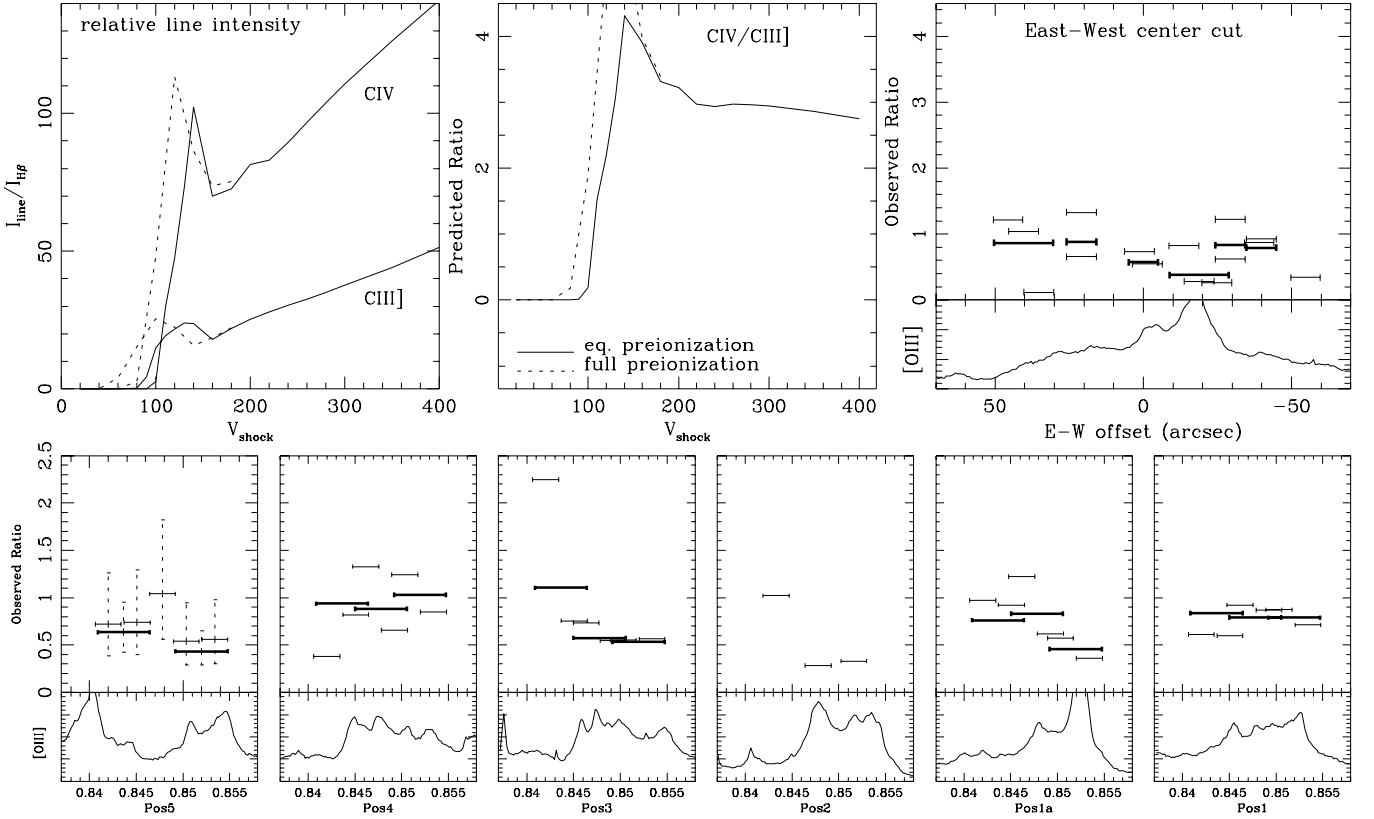 relative line intensity
CIV
CIII]
I_line/I_Hβ
0
50
100
0
100
200
300
400
V_shock
CIV/CIII]
Predicted Ratio
0
2
4
eq. preionization
full preionization
100
200
300
400
V_shock
East-West center cut
Observed Ratio
0
1
2
3
4
[OIII]
50
0
-50
E-W offset (arcsec)
Observed Ratio
0
0.5
1
1.5
2
2.5
[OIII]
0.84 0.845 0.85 0.855
Pos5
0.84 0.845 0.85 0.855
Pos4
0.84 0.845 0.85 0.855
Pos3
0.84 0.845 0.85 0.855
Pos2
0.84 0.845 0.85 0.855
Pos1a
0.84 0.845 0.85 0.855
Pos1